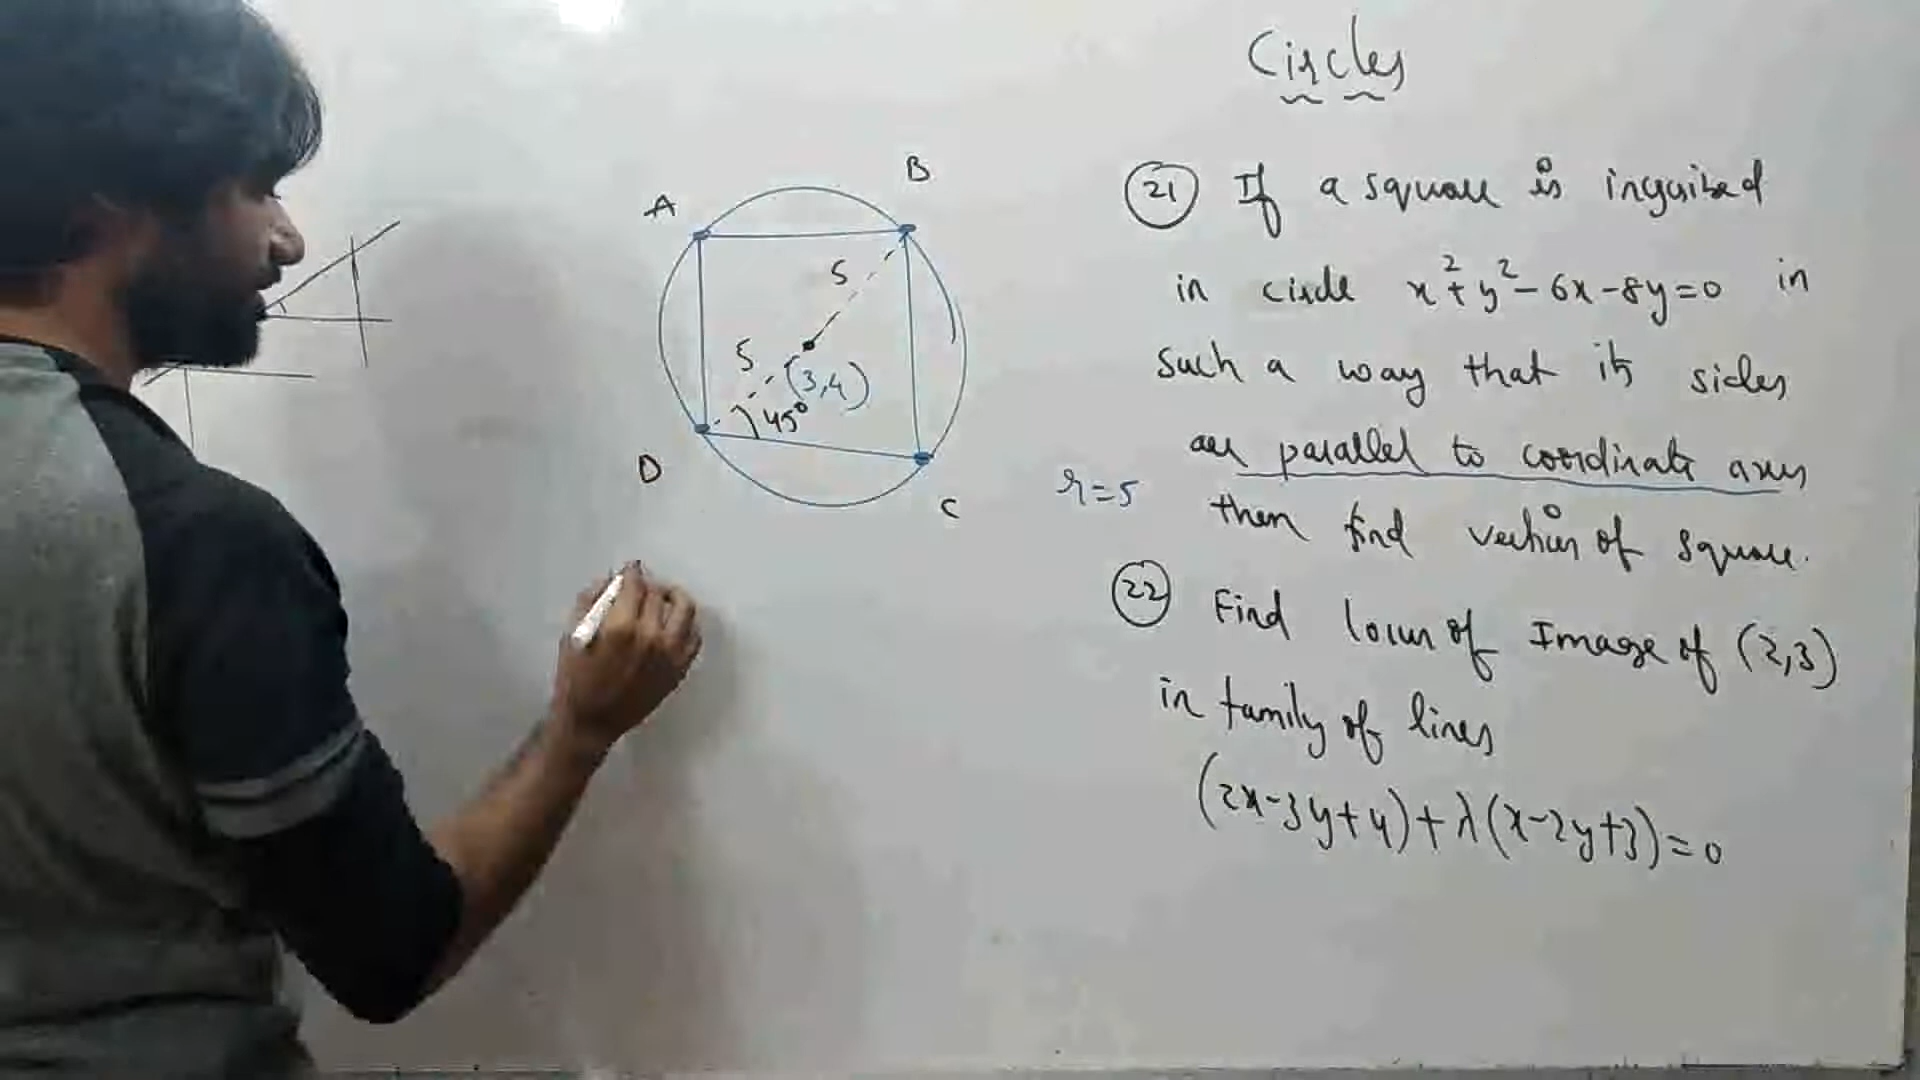 Circles
(21) If a square is inscribed
in circle x²+y²-6x-8y=0 in
such a way that its sides
are parallel to coordinate axes
then find vertices of square.
r=5
(22) Find locus of Image of (2,3)
in family of lines
(2x-3y+4)+λ(x-2y+3)=0
A
B
5
5
(3,4)
45°
D
C